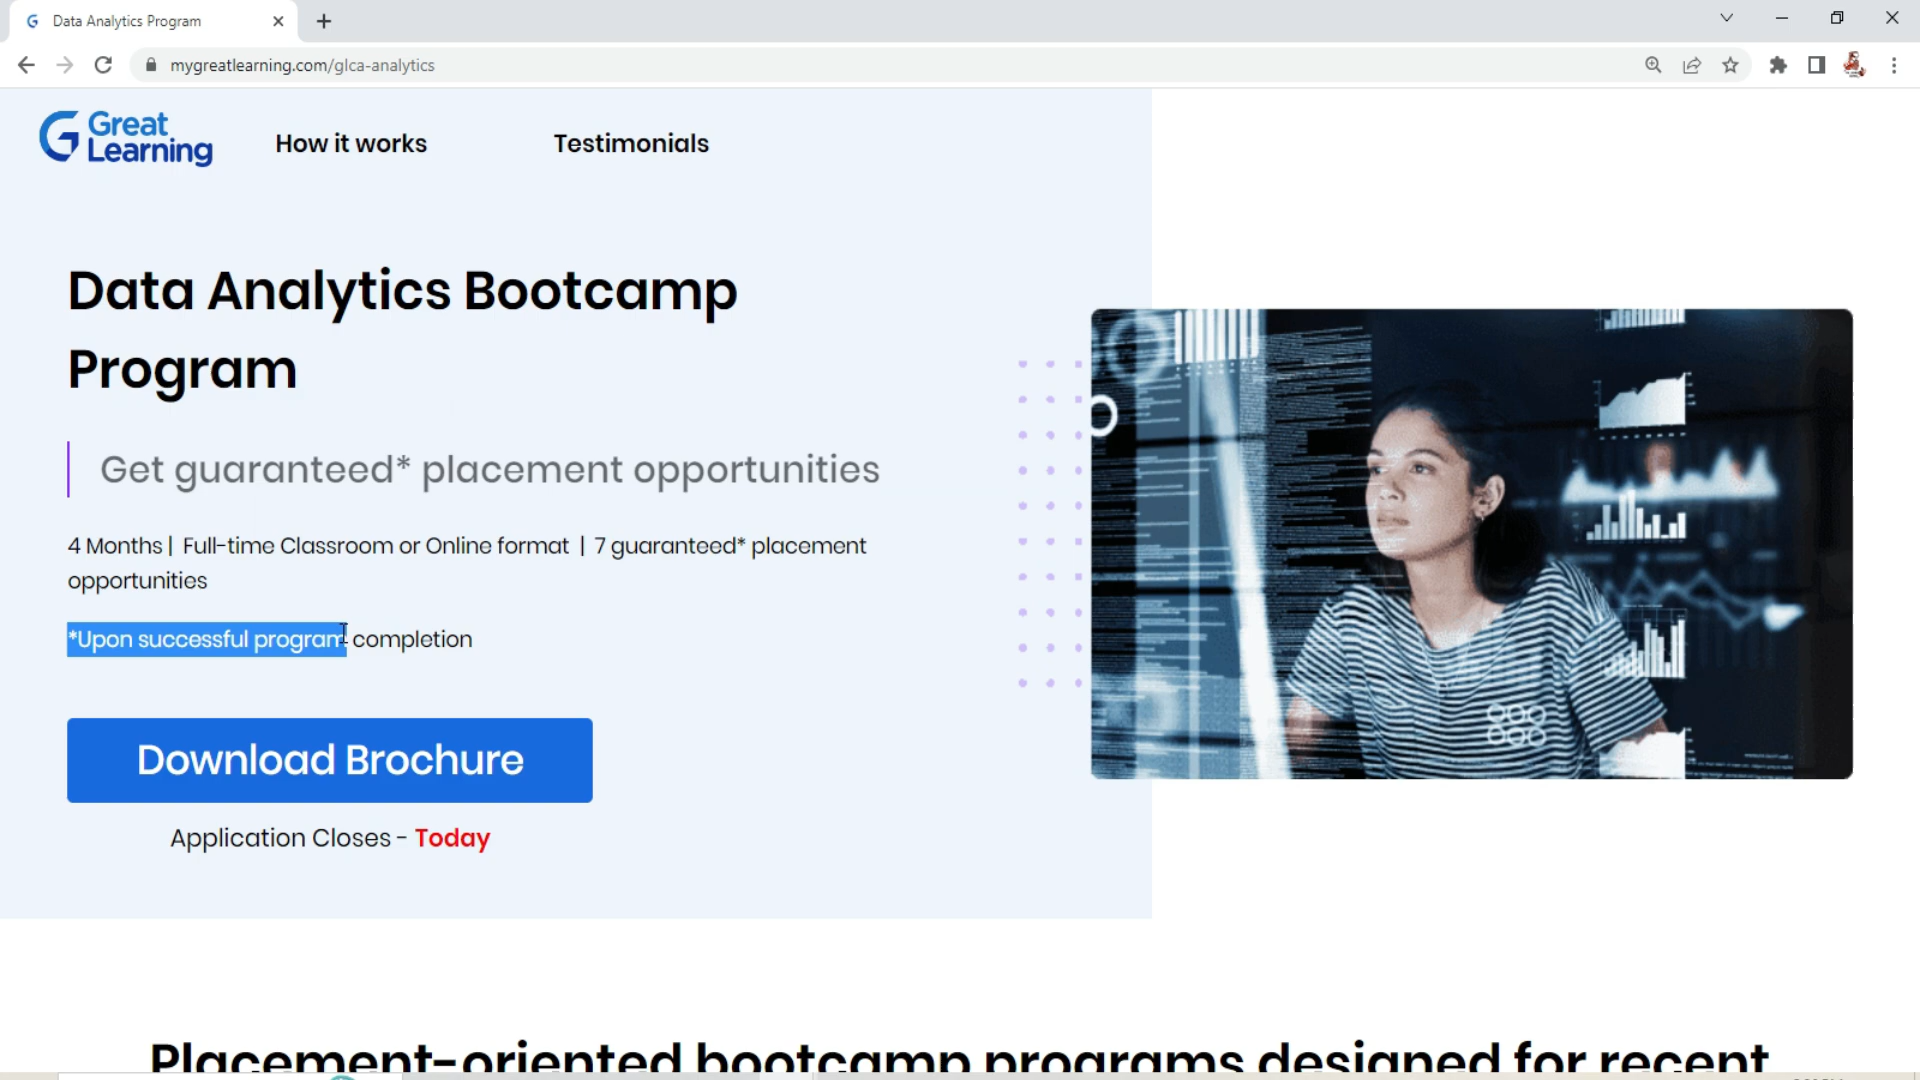 Data Analytics Program
mygreatlearning.com/glca-analytics
Great Learning
How it works
Testimonials
Data Analytics Bootcamp
Program
Get guaranteed* placement opportunities
4 Months | Full-time Classroom or Online format | 7 guaranteed* placement
opportunities
*Upon successful program completion
Download Brochure
Application Closes - Today
Placement-oriented bootcamp programs designed for recent